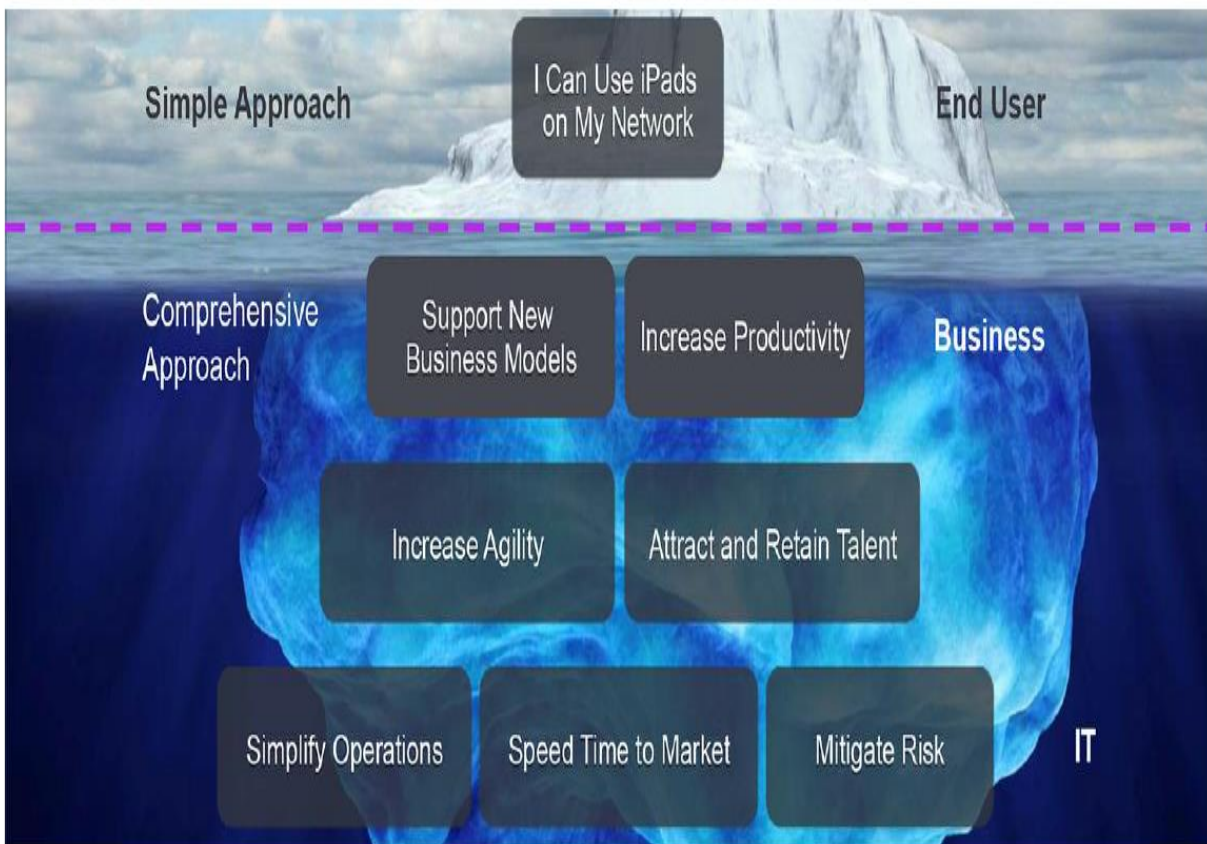 Simple Approach
I Can Use iPads
on My Network
End User
Comprehensive
Approach
Support New
Business Models
Increase Productivity
Business
Increase Agility
Attract and Retain Talent
Simplify Operations
Speed Time to Market
Mitigate Risk
IT